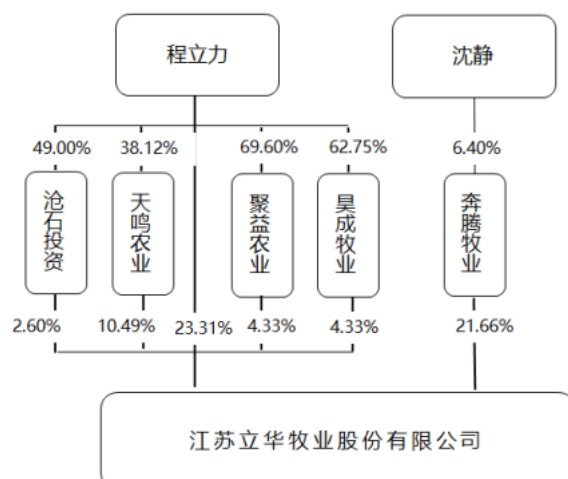 程立力
沈静
49.00%
38.12%
69.60%
62.75%
6.40%
沧石投资
天鸣农业
聚益农业
昊成牧业
奔腾牧业
2.60%
10.49%
23.31%
4.33%
4.33%
21.66%
江苏立华牧业股份有限公司